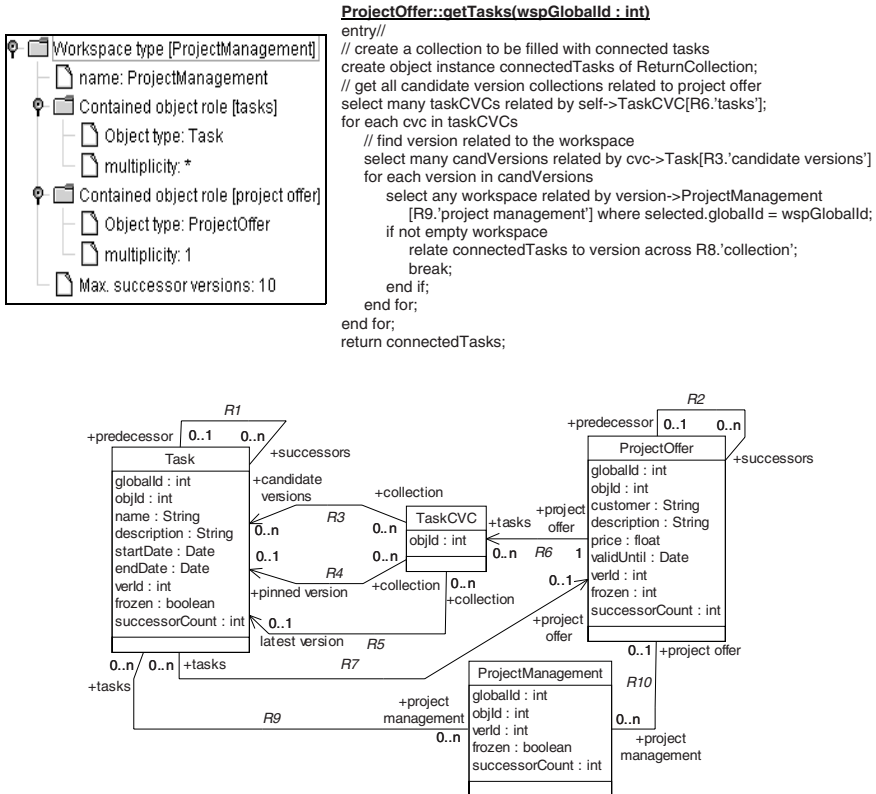 Workspace type [ProjectManagement]
name: ProjectManagement
Contained object role [tasks]
Object type: Task
multiplicity: *
Contained object role [project offer]
Object type: ProjectOffer
multiplicity: 1
Max. successor versions: 10
ProjectOffer::getTasks(wspGlobalId : int)
entry//
// create a collection to be filled with connected tasks
create object instance connectedTasks of ReturnCollection;
// get all candidate version collections related to project offer
select many taskCVCs related by self->TaskCVC[R6.'tasks'];
for each cvc in taskCVCs
// find version related to the workspace
select many candVersions related by cvc->Task[R3.'candidate versions']
for each version in candVersions
select any workspace related by version->ProjectManagement
[R9.'project management'] where selected.globalId = wspGlobalId;
if not empty workspace
relate connectedTasks to version across R8.'collection';
break;
end if;
end for;
end for;
return connectedTasks;
R1
+predecessor
0..1
0..n
+successors
Task
globalId : int
objId : int
name : String
description : String
startDate : Date
endDate : Date
verId : int
frozen : boolean
successorCount : int
+candidate
versions
0..n
R3
+collection
0..n
TaskCVC
objId : int
0..1
+pinned version
R4
0..n
+collection
0..1
latest version
R5
0..n
+collection
+tasks
0..n
R6
+project
offer
1
R2
+predecessor
0..1
0..n
+successors
ProjectOffer
globalId : int
objId : int
customer : String
description : String
price : float
validUntil : Date
verId : int
frozen : int
successorCount : int
0..n
+tasks
R7
0..1
+project
offer
0..n
+tasks
R9
+project
management
0..n
ProjectManagement
globalId : int
objId : int
verId : int
frozen : boolean
successorCount : int
0..1
+project offer
R10
0..n
+project
management